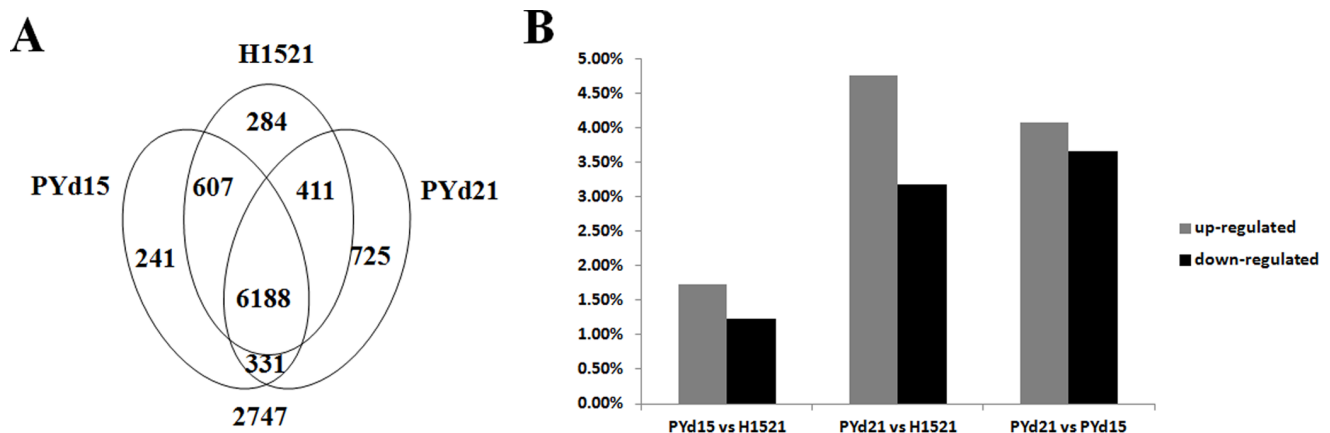 A
H1521
284
PYd15
607
411
PYd21
241
725
6188
331
2747
B
5.00%
4.50%
4.00%
3.50%
3.00%
2.50%
2.00%
1.50%
1.00%
0.50%
0.00%
PYd15 vs H1521
PYd21 vs H1521
PYd21 vs PYd15
up-regulated
down-regulated